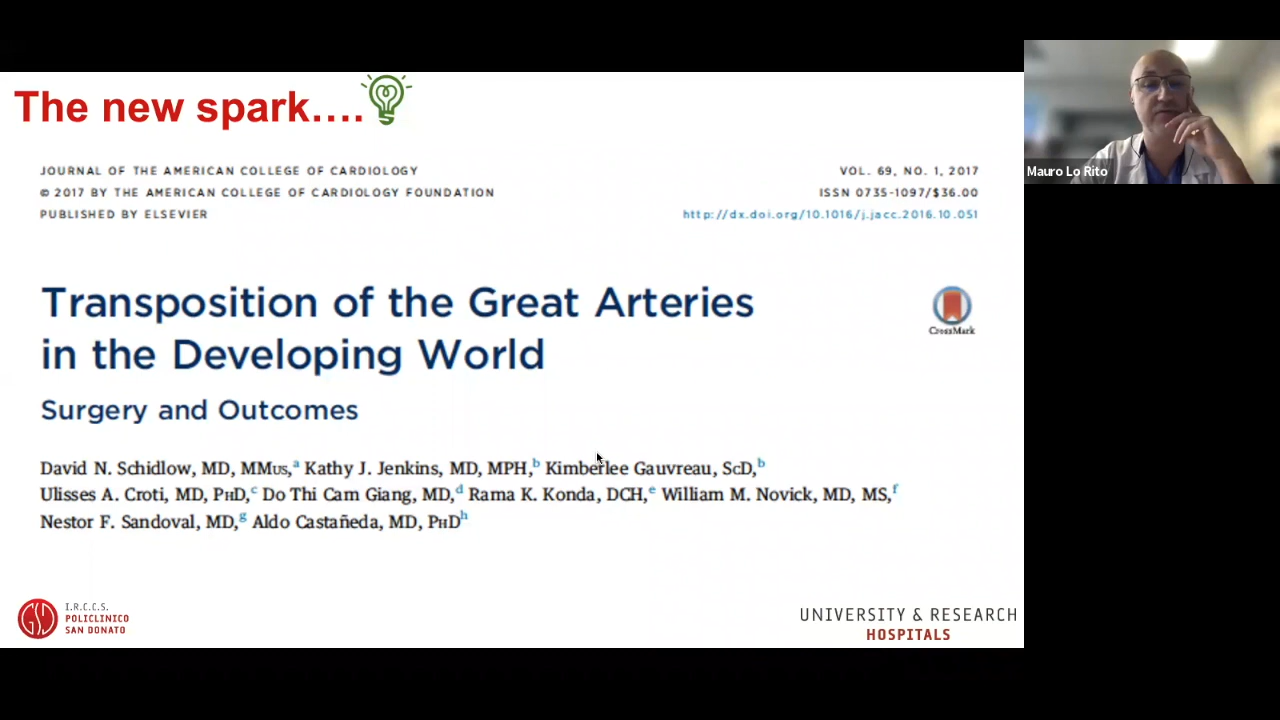 The new spark....
JOURNAL OF THE AMERICAN COLLEGE OF CARDIOLOGY
© 2017 BY THE AMERICAN COLLEGE OF CARDIOLOGY FOUNDATION
PUBLISHED BY ELSEVIER
VOL. 69, NO. 1, 2017
ISSN 0735-1097/$36.00
http://dx.doi.org/10.1016/j.jacc.2016.10.051
Transposition of the Great Arteries
in the Developing World
CrossMark
Surgery and Outcomes
David N. Schidlow, MD, MMUS,a Kathy J. Jenkins, MD, MPH,b Kimberlee Gauvreau, ScD,b
Ulisses A. Croti, MD, PHD,c Do Thi Cam Giang, MD,d Rama K. Konda, DCH,e William M. Novick, MD, MS,f
Nestor F. Sandoval, MD,g Aldo Castañeda, MD, PHDh
GSD
I.R.C.C.S.
POLICLINICO
SAN DONATO
UNIVERSITY & RESEARCH
HOSPITALS
Mauro Lo Rito